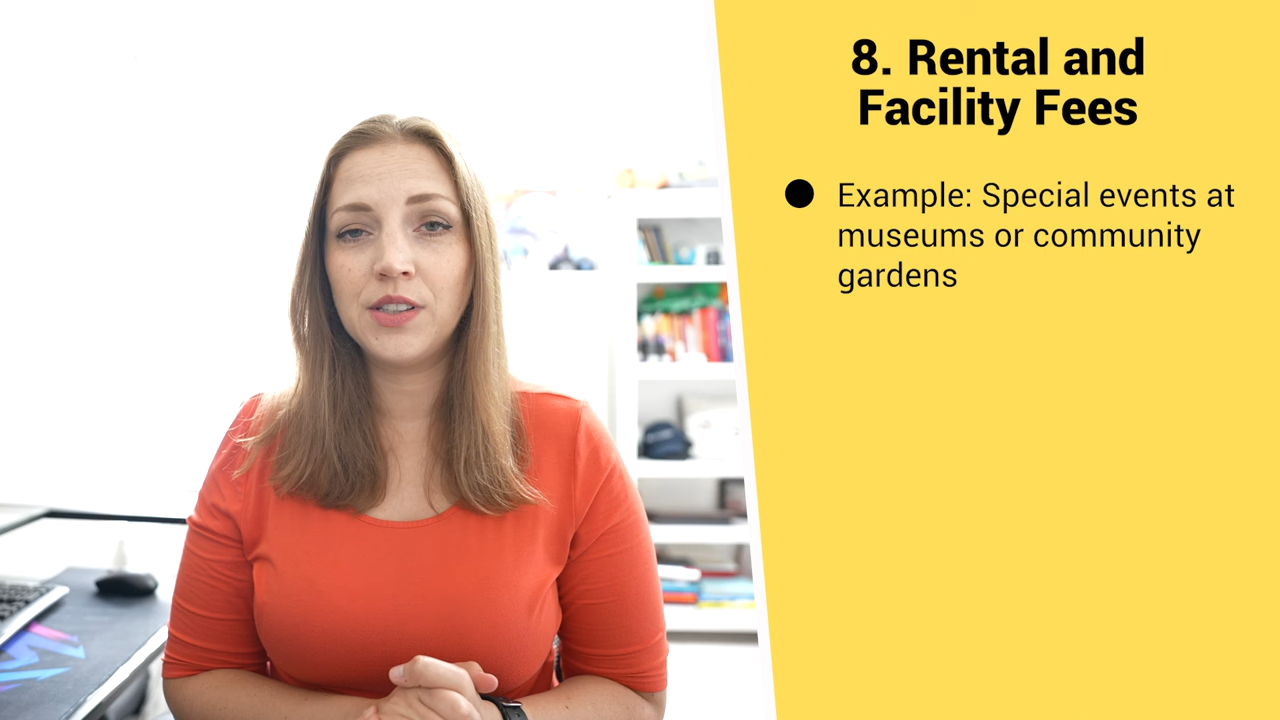 8. Rental and
Facility Fees
Example: Special events at
museums or community
gardens